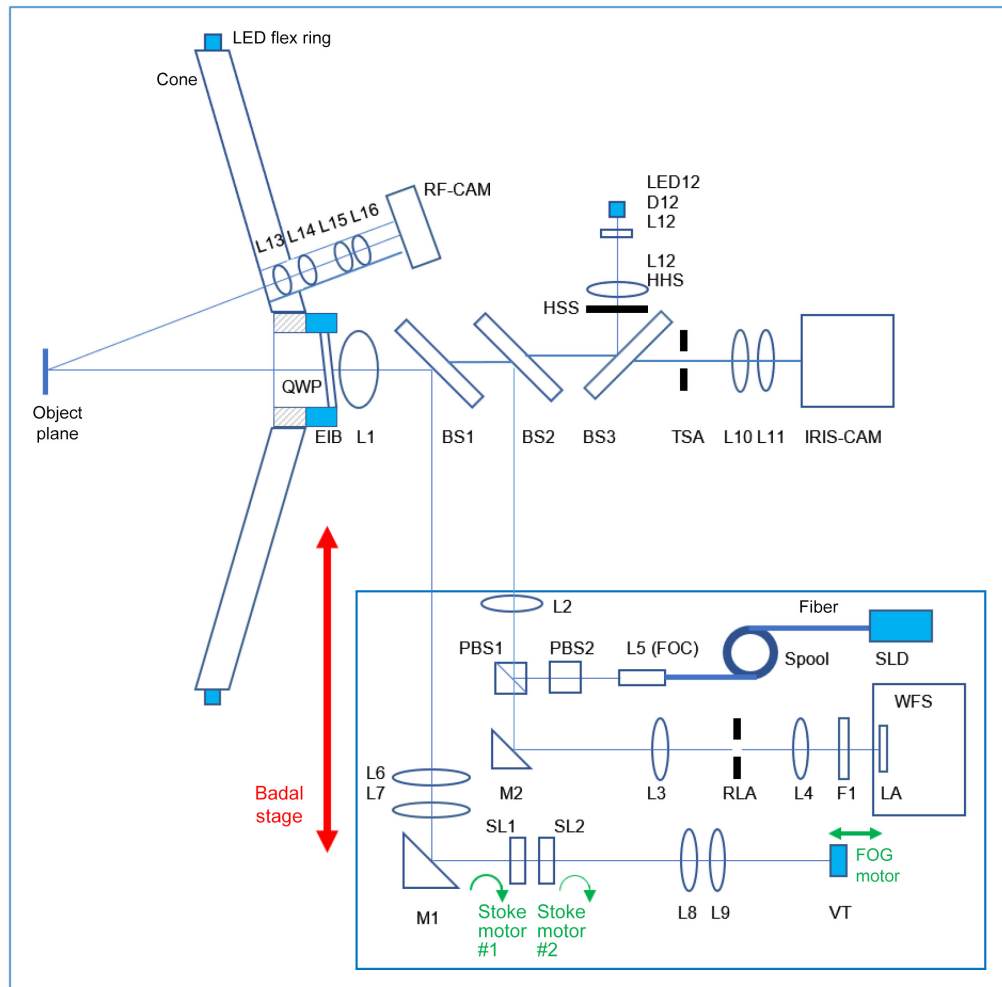 LED flex ring
Cone
RF-CAM
L13
L14
L15
L16
LED12
D12
L12
L12
HHS
HSS
QWP
Object
plane
EIB
L1
BS1
BS2
BS3
TSA
L10
L11
IRIS-CAM
Badal
stage
L2
Fiber
PBS1
PBS2
L5 (FOC)
Spool
SLD
WFS
M2
L3
RLA
L4
F1
LA
L6
L7
SL1
SL2
FOG
motor
M1
Stoke
motor
#1
Stoke
motor
#2
L8
L9
VT